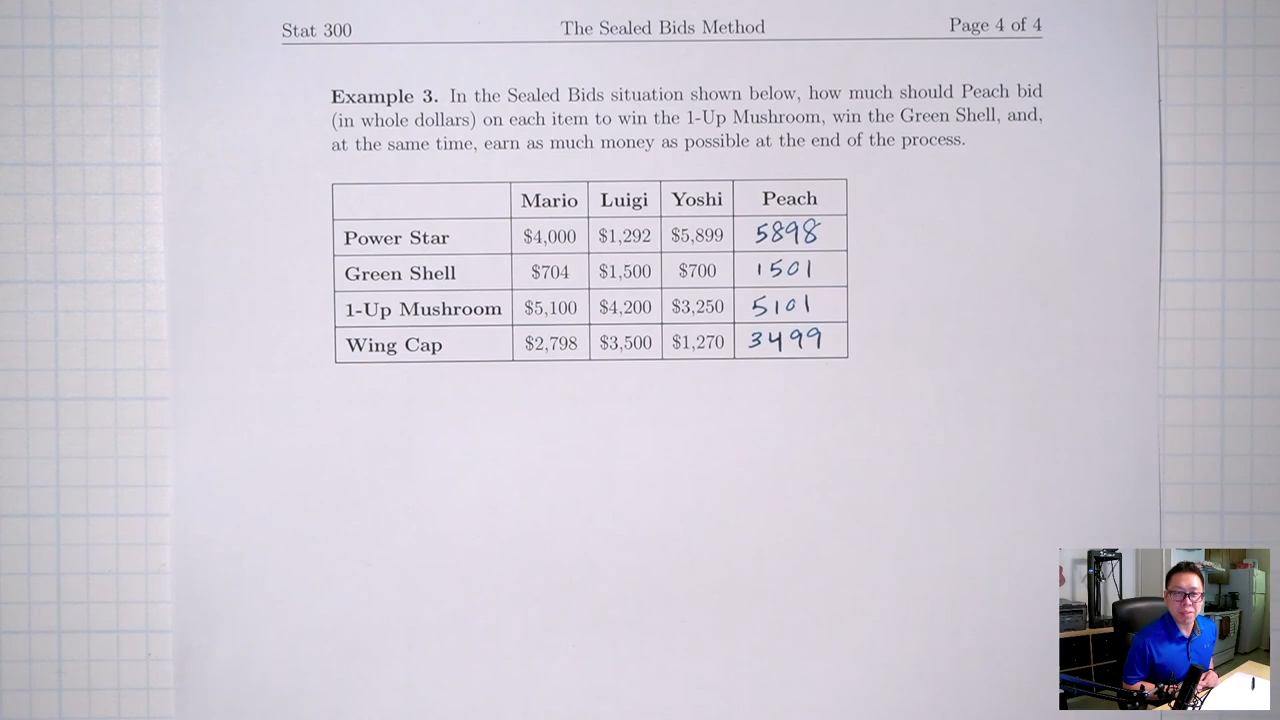 Stat 300 The Sealed Bids Method Page 4 of 4
Example 3. In the Sealed Bids situation shown below, how much should Peach bid
(in whole dollars) on each item to win the 1-Up Mushroom, win the Green Shell, and,
at the same time, earn as much money as possible at the end of the process.
Mario Luigi Yoshi Peach
Power Star $4,000 $1,292 $5,899 5898
Green Shell $704 $1,500 $700 1501
1-Up Mushroom $5,100 $4,200 $3,250 5101
Wing Cap $2,798 $3,500 $1,270 3499